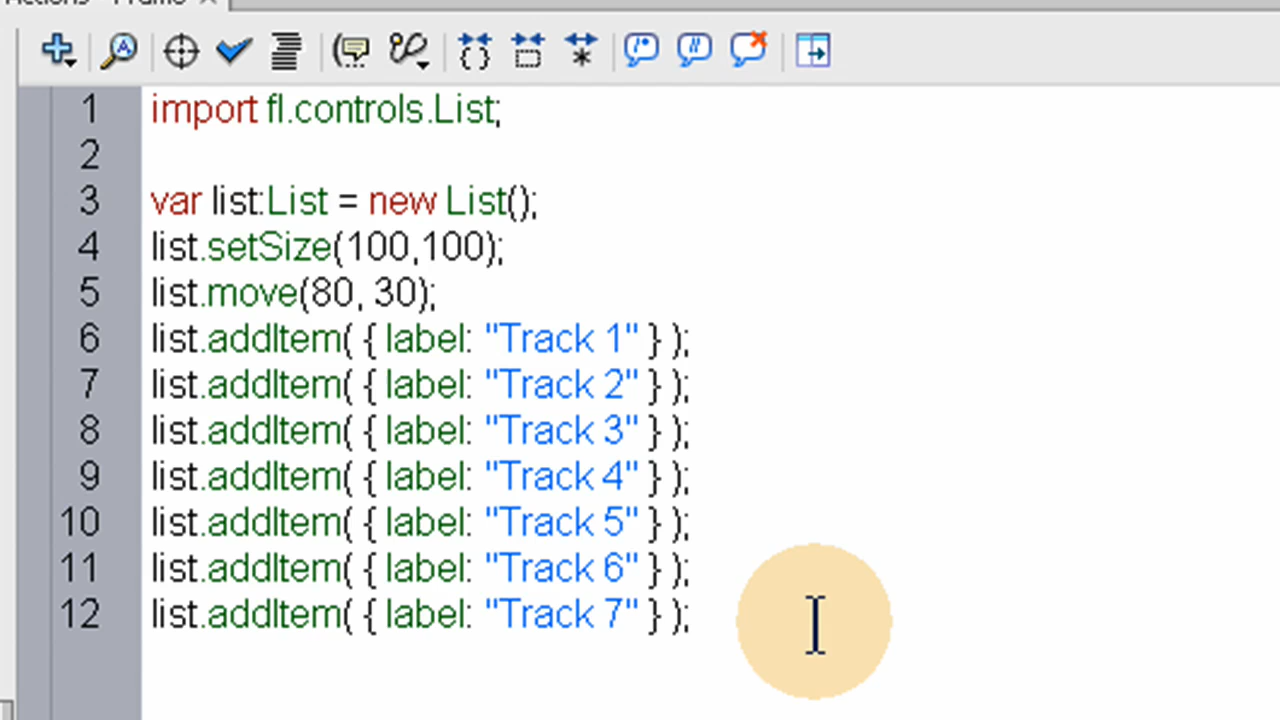 1 import fl.controls.List;
2
3 var list:List = new List();
4 list.setSize(100,100);
5 list.move(80, 30);
6 list.addItem( { label: "Track 1" } );
7 list.addItem( { label: "Track 2" } );
8 list.addItem( { label: "Track 3" } );
9 list.addItem( { label: "Track 4" } );
10 list.addItem( { label: "Track 5" } );
11 list.addItem( { label: "Track 6" } );
12 list.addItem( { label: "Track 7" } );